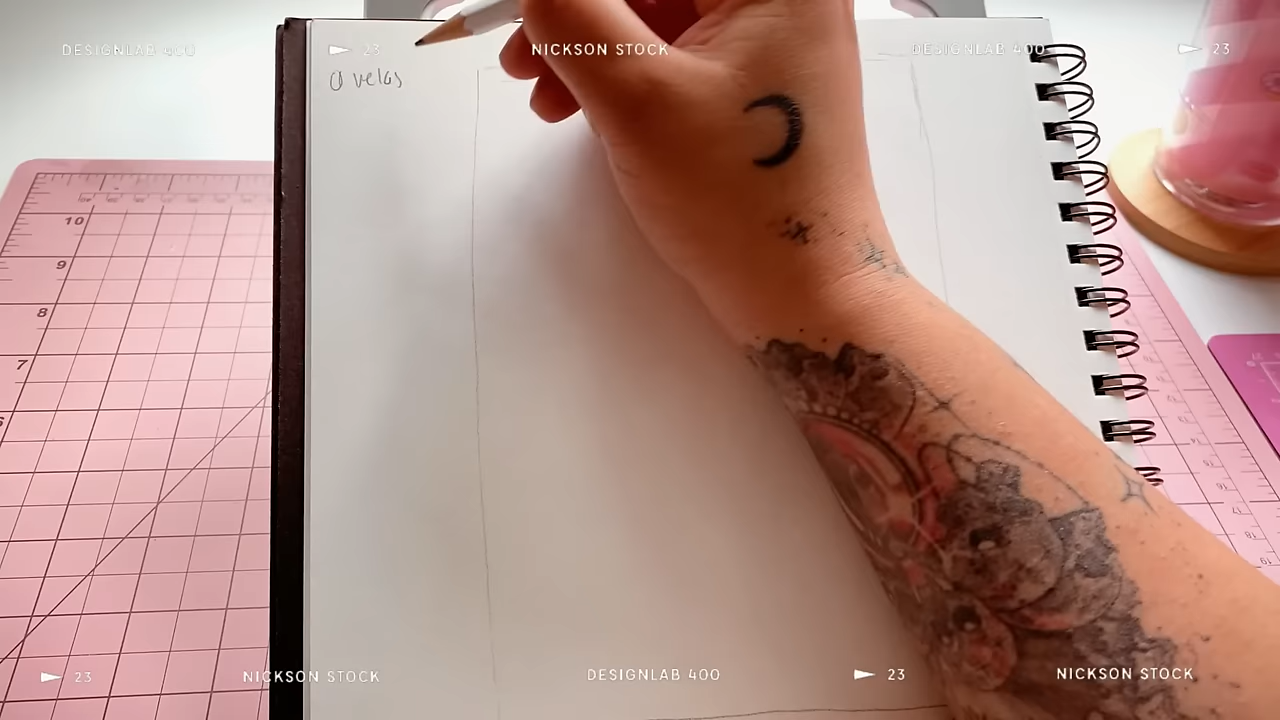 DESIGNLAB 400 ► 23 NICKSON STOCK DESIGNLAB 400 ► 23
O velas
10
9
8
7
► 23 NICKSON STOCK DESIGNLAB 400 ► 23 NICKSON STOCK